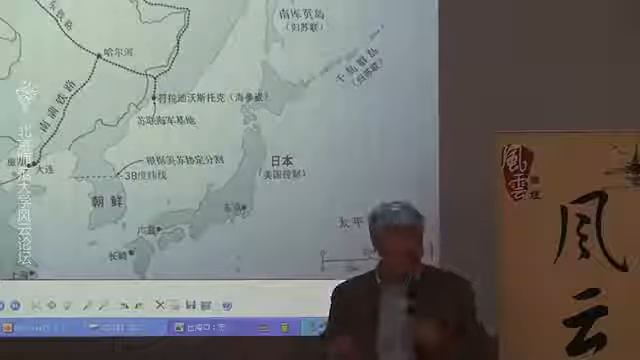 南库页岛
(归苏联)
千岛群岛
(归苏联)
哈尔滨
南满铁路
符拉迪沃斯托克(海参崴)
苏联海军基地
大连
根据美苏协定分割
38度纬线
日本
(美国控制)
朝鲜
东京
广岛
长崎
上海
太平
北京师范大学风云论坛
風雲
风
云